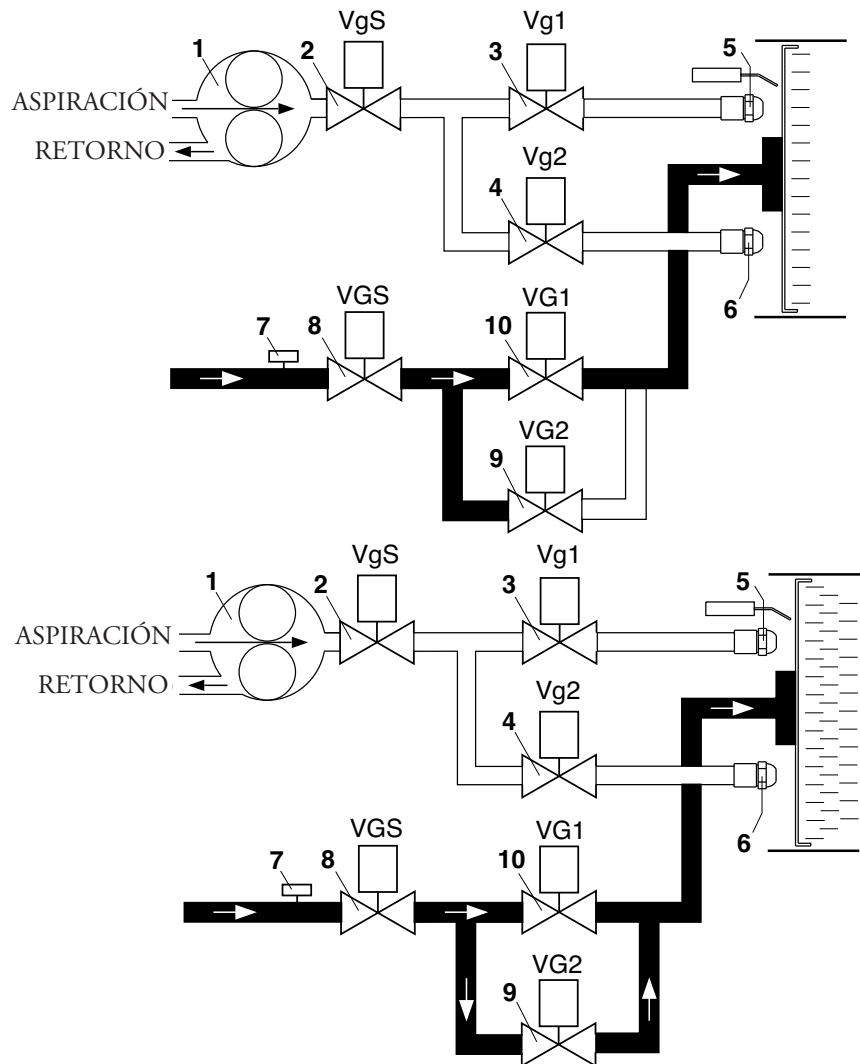 VgS Vg1
1 2 3 5
ASPIRACIÓN
RETORNO
Vg2
4
6
VGS VG1
7 8 10
VG2
9
VgS Vg1
1 2 3 5
ASPIRACIÓN
RETORNO
Vg2
4
6
VGS VG1
7 8 10
VG2
9